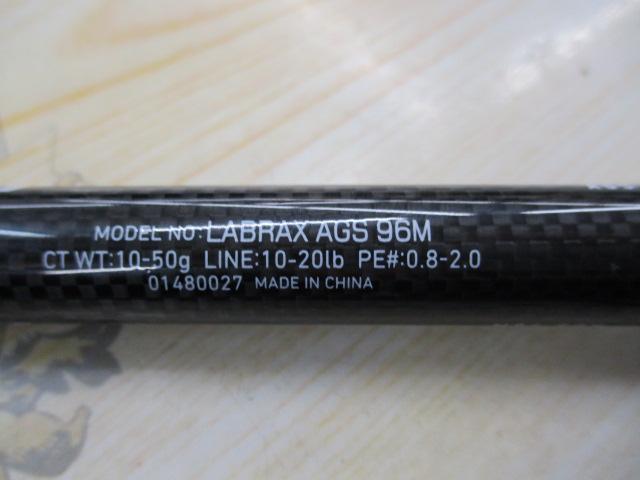 MODEL NO:LABRAX AGS 96M
CT WT:10-50g LINE:10-20lb PE#:0.8-2.0
01480027 MADE IN CHINA